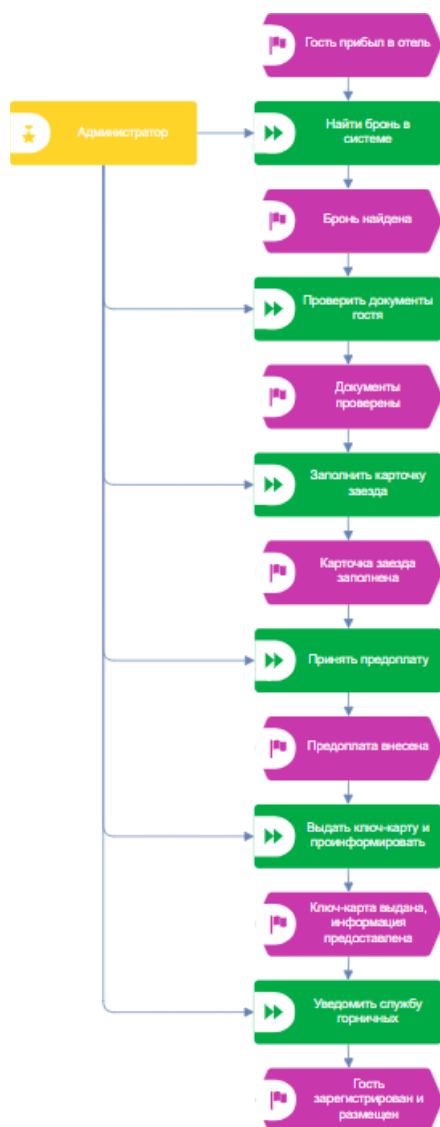 Гость прибыл в отель
Администратор
Найти бронь в
системе
Бронь найдена
Проверить документы
гостя
Документы
проверены
Заполнить карточку
заезда
Карточка заезда
заполнена
Принять предоплату
Предоплата внесена
Выдать ключ-карту и
проинформировать
Ключ-карта выдана,
информация
предоставлена
Уведомить службу
горничных
Гость
зарегистрирован и
размещен